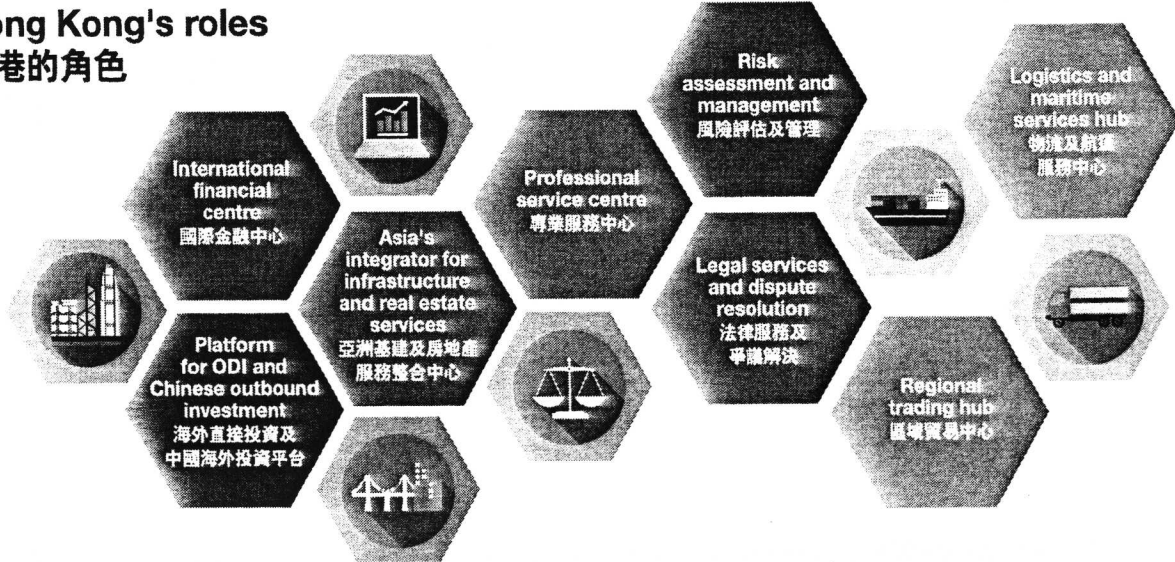 ong Kong's roles
港的角色
International
financial
centre
國際金融中心
Platform
for ODI and
Chinese outbound
investment
海外直接投資及
中國海外投資平台
Asia's
integrator for
infrastructure
and real estate
services
亞洲基建及房地產
服務整合中心
Professional
service centre
專業服務中心
Risk
assessment and
management
風險評估及管理
Legal services
and dispute
resolution
法律服務及
爭議解決
Logistics and
maritime
services hub
物流及航運
服務中心
Regional
trading hub
區域貿易中心